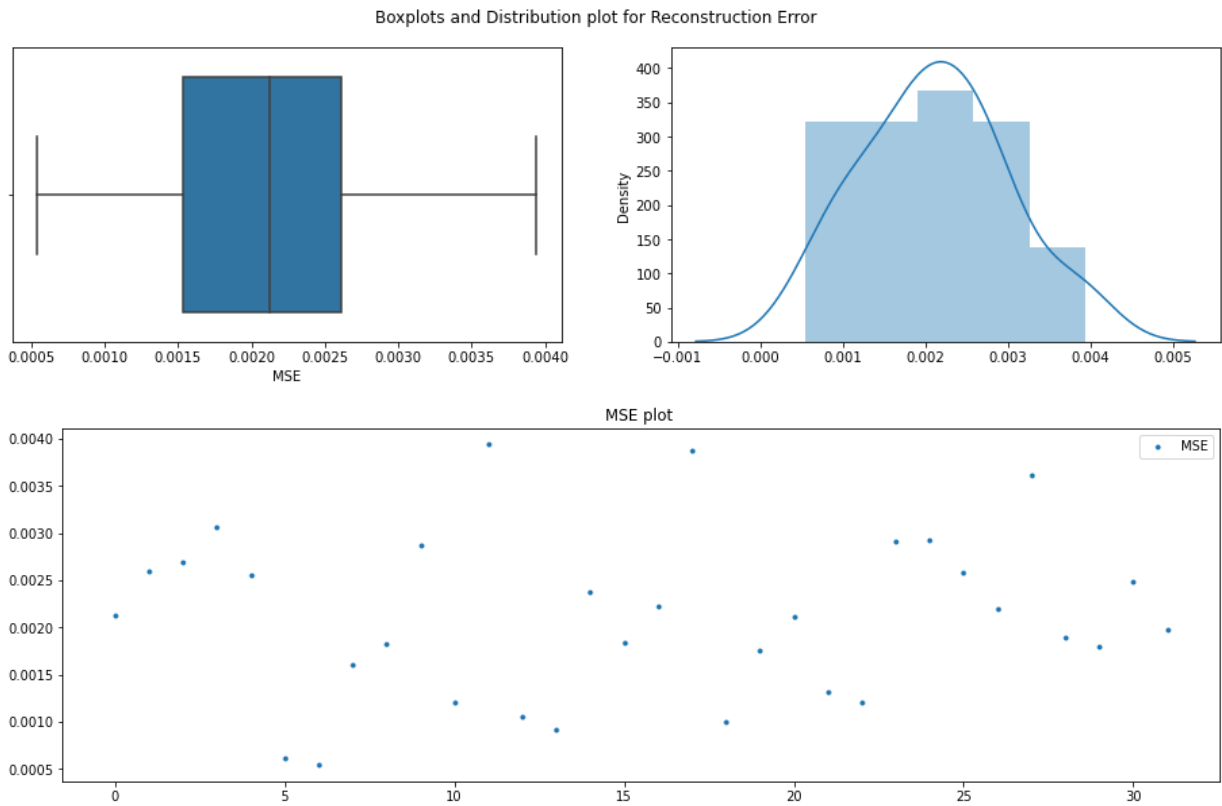 Boxplots and Distribution plot for Reconstruction Error
0.0005 0.0010 0.0015 0.0020 0.0025 0.0030 0.0035 0.0040
MSE
400
350
300
250
200
150
100
50
0
Density
−0.001 0.000 0.001 0.002 0.003 0.004 0.005
MSE plot
MSE
0.0040
0.0035
0.0030
0.0025
0.0020
0.0015
0.0010
0.0005
0 5 10 15 20 25 30